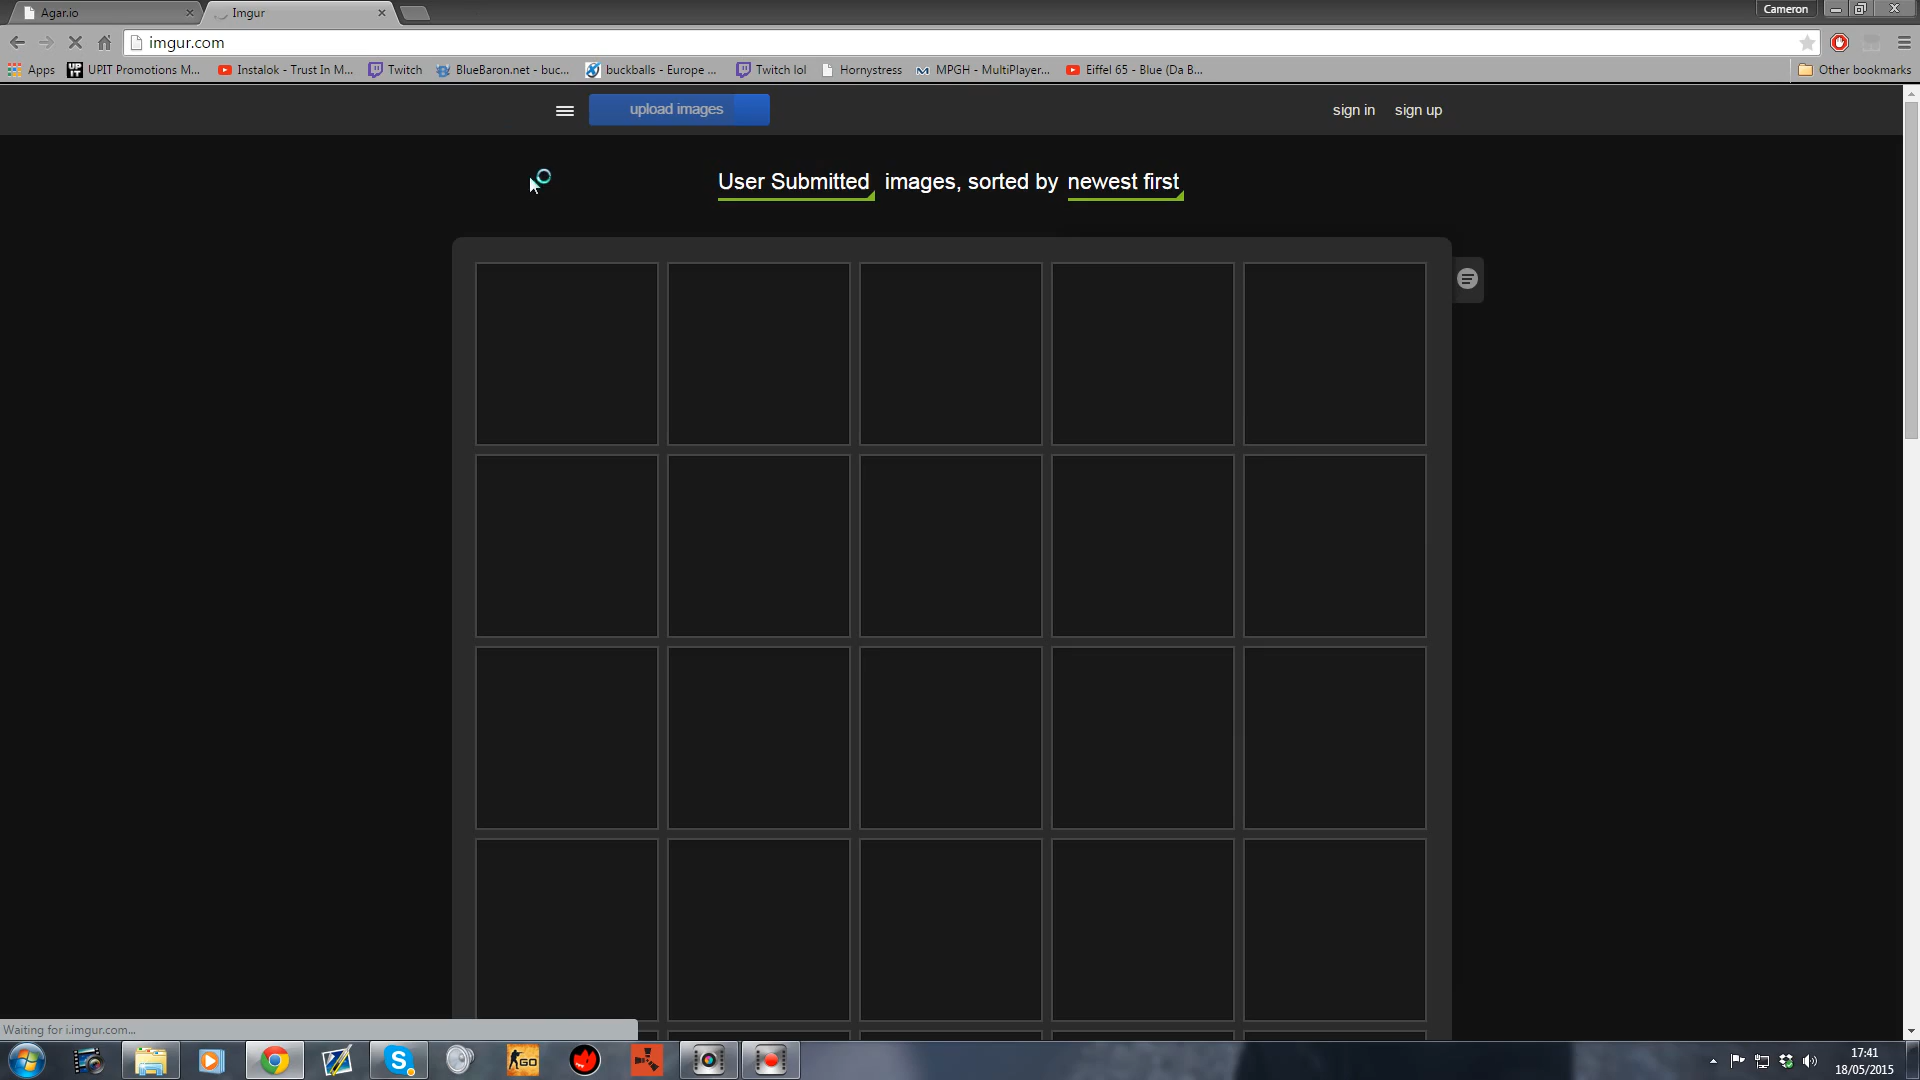 Agar.io
Imgur
Cameron
imgur.com
Apps
UPIT Promotions M...
Instalok - Trust In M...
Twitch
BlueBaron.net - buc...
buckballs - Europe ...
Twitch lol
Hornystress
MPGH - MultiPlayer...
Eiffel 65 - Blue (Da B...
Other bookmarks
upload images
sign in
sign up
User Submitted images, sorted by newest first
Waiting for i.imgur.com...
GO
17:41
18/05/2015